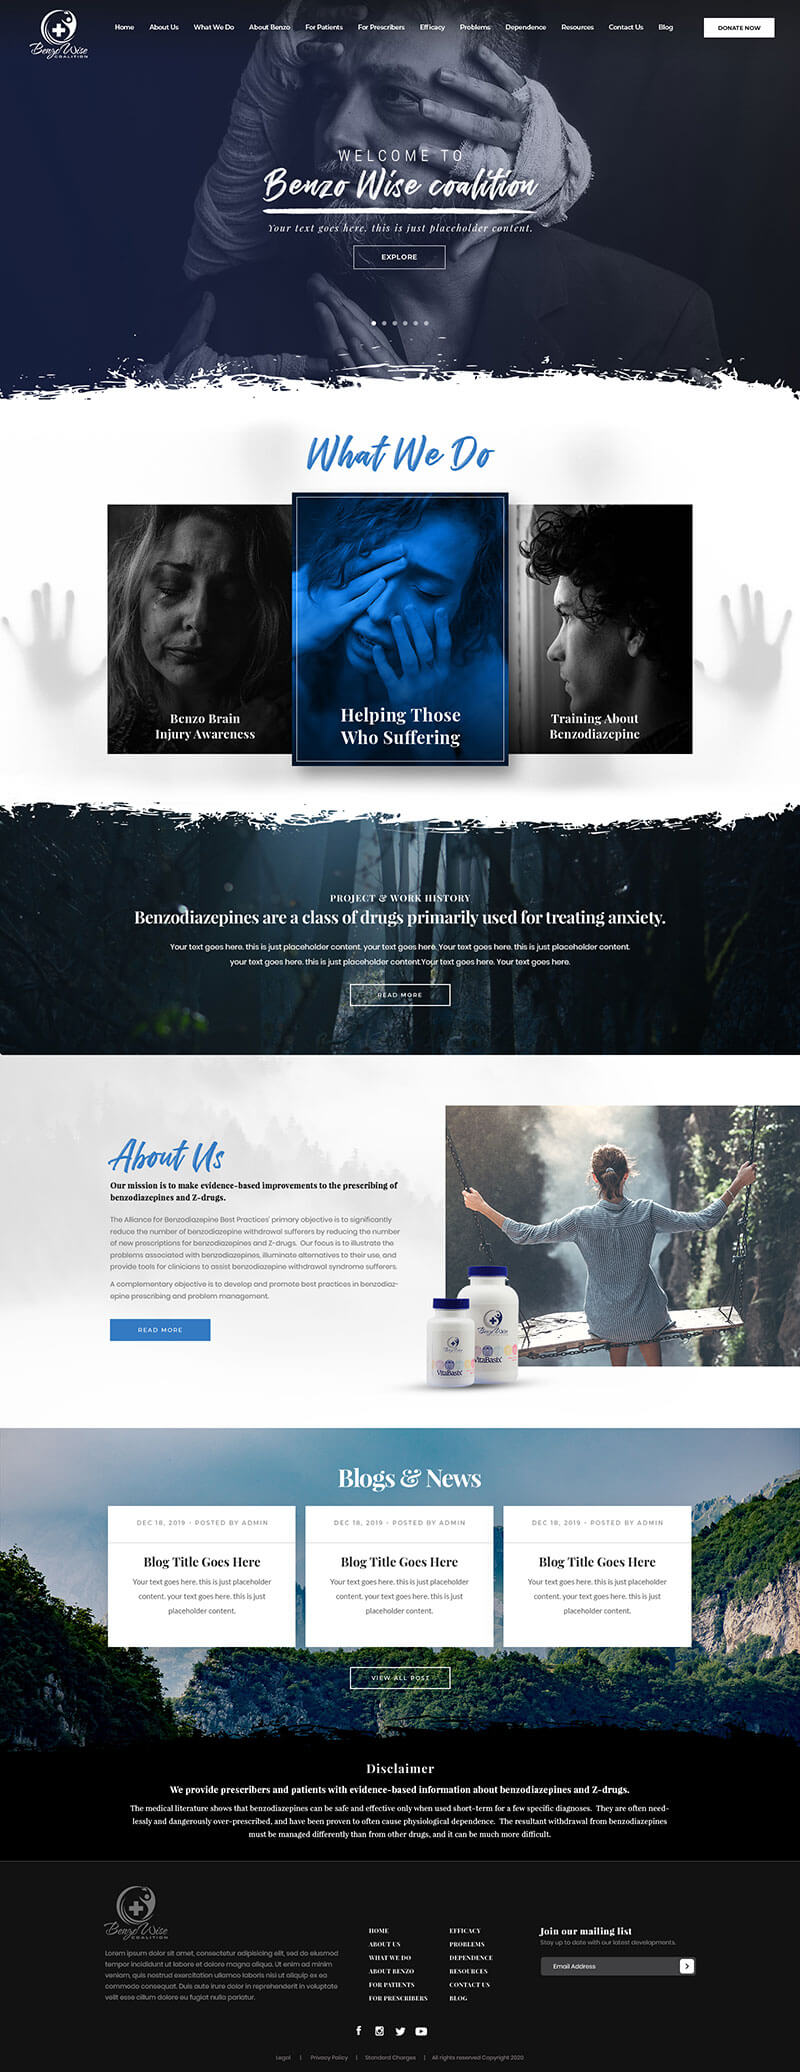 Benzo Wise
COALITION
Home About Us What We Do About Benzo For Patients For Prescribers Efficacy Problems Dependence Resources Contact Us Blog
DONATE NOW
WELCOME TO
Benzo Wise coalition
Your text goes here, this is just placeholder content.
EXPLORE
What We Do
Benzo Brain
Injury Awareness
Helping Those
Who Suffering
Training About
Benzodiazepine
PROJECT & WORK HISTORY
Benzodiazepines are a class of drugs primarily used for treating anxiety.
Your text goes here, this is just placeholder content, your text goes here. Your text goes here, this is just placeholder content,
your text goes here, this is just placeholder content.Your text goes here. Your text goes here.
READ MORE
About Us
Our mission is to make evidence-based improvements to the prescribing of
benzodiazepines and Z-drugs.
The Alliance for Benzodiazepine Best Practices' primary objective is to significantly
reduce the number of benzodiazepine withdrawal sufferers by reducing the number
of new prescriptions for benzodiazepines and Z-drugs. Our focus is to illustrate the
problems associated with benzodiazepines, illuminate alternatives to their use, and
provide tools for clinicians to assist benzodiazepine withdrawal syndrome sufferers.
A complementary objective is to develop and promote best practices in benzodiaz-
epine prescribing and problem management.
READ MORE
Benzo Wise
VitaBasix
VitaBasix
Blogs & News
DEC 18, 2019 • POSTED BY ADMIN
Blog Title Goes Here
Your text goes here, this is just placeholder
content, your text goes here, this is just
placeholder content.
DEC 18, 2019 • POSTED BY ADMIN
Blog Title Goes Here
Your text goes here, this is just placeholder
content, your text goes here, this is just
placeholder content.
DEC 18, 2019 • POSTED BY ADMIN
Blog Title Goes Here
Your text goes here, this is just placeholder
content, your text goes here, this is just
placeholder content.
VIEW ALL POST
Disclaimer
We provide prescribers and patients with evidence-based information about benzodiazepines and Z-drugs.
The medical literature shows that benzodiazepines can be safe and effective only when used short-term for a few specific diagnoses. They are often need-
lessly and dangerously over-prescribed, and have been proven to often cause physiological dependence. The resultant withdrawal from benzodiazepines
must be managed differently than from other drugs, and it can be much more difficult.
Benzo Wise
COALITION
Lorem ipsum dolor sit amet, consectetur adipisicing elit, sed do eiusmod
tempor incididunt ut labore et dolore magna aliqua. Ut enim ad minim
veniam, quis nostrud exercitation ullamco laboris nisi ut aliquip ex ea
commodo consequat. Duis aute irure dolor in reprehenderit in voluptate
velit esse cillum dolore eu fugiat nulla pariatur.
HOME
ABOUT US
WHAT WE DO
ABOUT BENZO
FOR PATIENTS
FOR PRESCRIBERS
EFFICACY
PROBLEMS
DEPENDENCE
RESOURCES
CONTACT US
BLOG
Join our mailing list
Stay up to date with our latest developments.
Email Address
Legal | Privacy Policy | Standard Charges | All rights reserved Copyright 2020